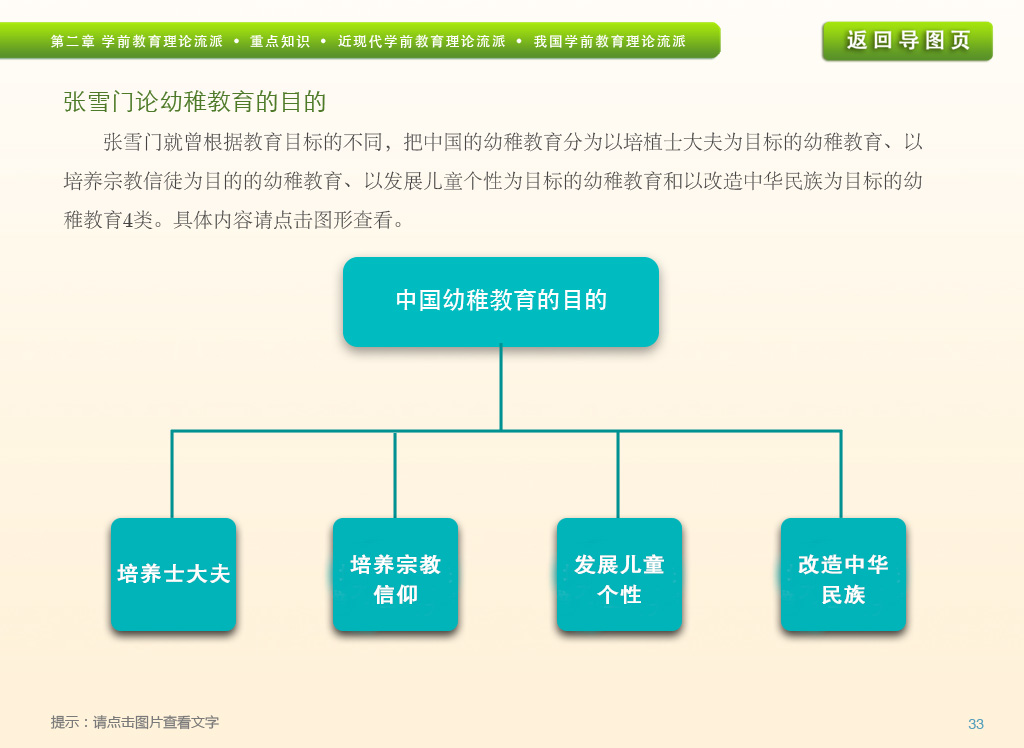 第二章 学前教育理论流派 • 重点知识 • 近现代学前教育理论流派 • 我国学前教育理论流派
返回导图页
张雪门论幼稚教育的目的
张雪门就曾根据教育目标的不同，把中国的幼稚教育分为以培植士大夫为目标的幼稚教育、以
培养宗教信徒为目的的幼稚教育、以发展儿童个性为目标的幼稚教育和以改造中华民族为目标的幼
稚教育4类。具体内容请点击图形查看。
中国幼稚教育的目的
培养士大夫
培养宗教
信仰
发展儿童
个性
改造中华
民族
提示：请点击图片查看文字
33